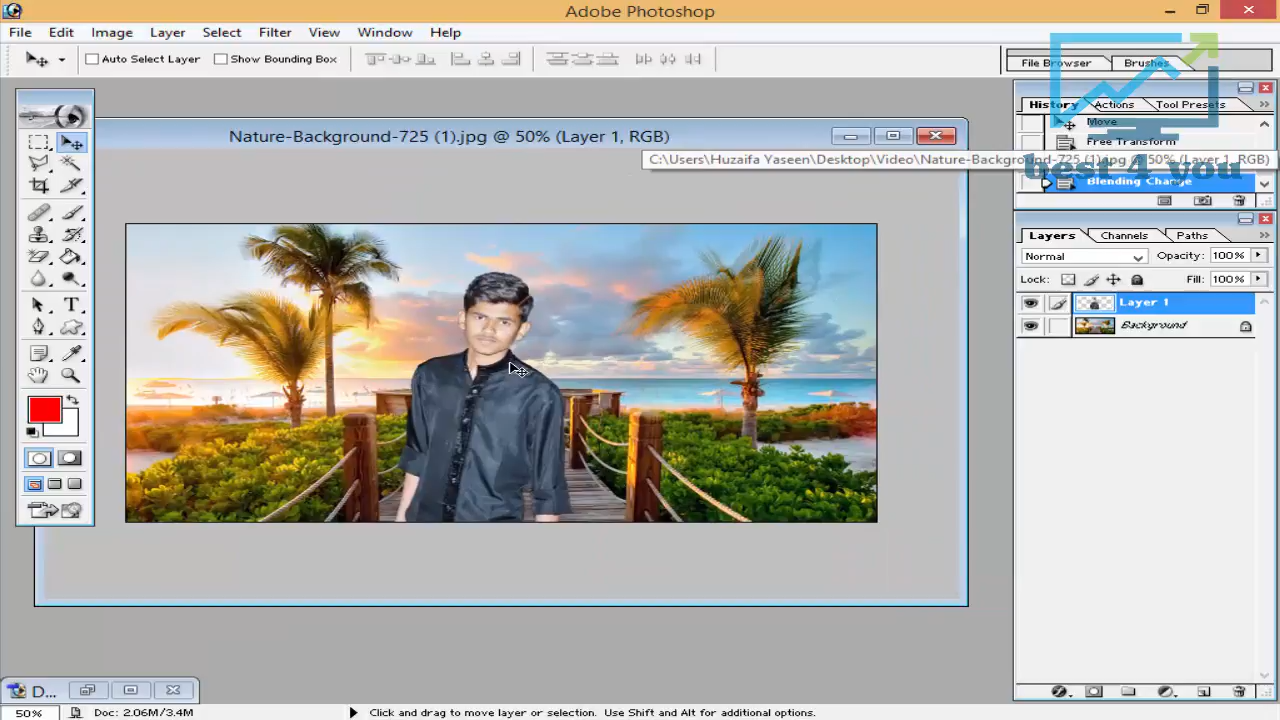 Adobe Photoshop
File Edit Image Layer Select Filter View Window Help
Auto Select Layer Show Bounding Box
File Browser Brushes
History Actions Tool Presets
Move
Free Transform
Blending Change
best 4 you
Nature-Background-725 (1).jpg @ 50% (Layer 1, RGB)
C:\Users\Huzaifa Yaseen\Desktop\Video\Nature-Background-725 (1).jpg @ 50% (Layer 1, RGB)
Layers Channels Paths
Normal Opacity: 100%
Lock: Fill: 100%
Layer 1
Background
D...
50% Doc: 2.06M/3.4M Click and drag to move layer or selection. Use Shift and Alt for additional options.